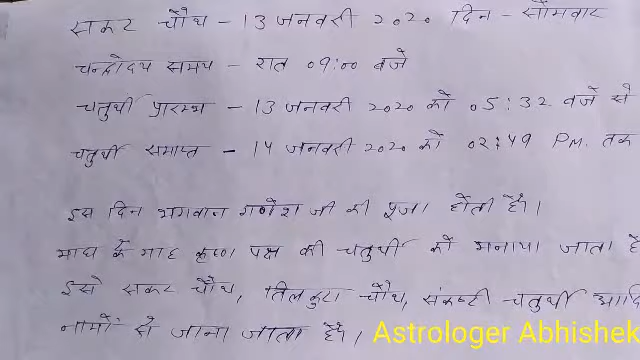 सकट चौथ - 13 जनवरी 2020 दिन - सोमवार
चन्द्रोदय समय - रात 09:00 बजे
चतुर्थी प्रारम्भ - 13 जनवरी 2020 को 05:32 बजे से
चतुर्थी समाप्त - 14 जनवरी 2020 को 02:49 P.M. तक
इस दिन भगवान गणेश जी की पूजा होती है।
माघ के माह कृष्ण पक्ष की चतुर्थी को मनाया जाता है
इसे सकट चौथ, तिलकुटा चौथ, संकष्टी चतुर्थी आदि
नामों से जाना जाता है।
Astrologer Abhishek